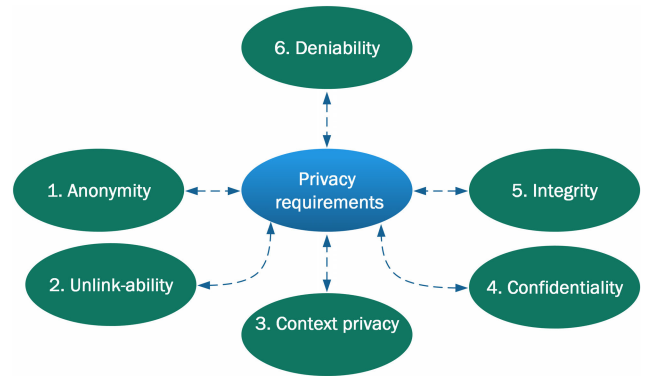 6. Deniability
1. Anonymity
Privacy
requirements
5. Integrity
2. Unlink-ability
4. Confidentiality
3. Context privacy